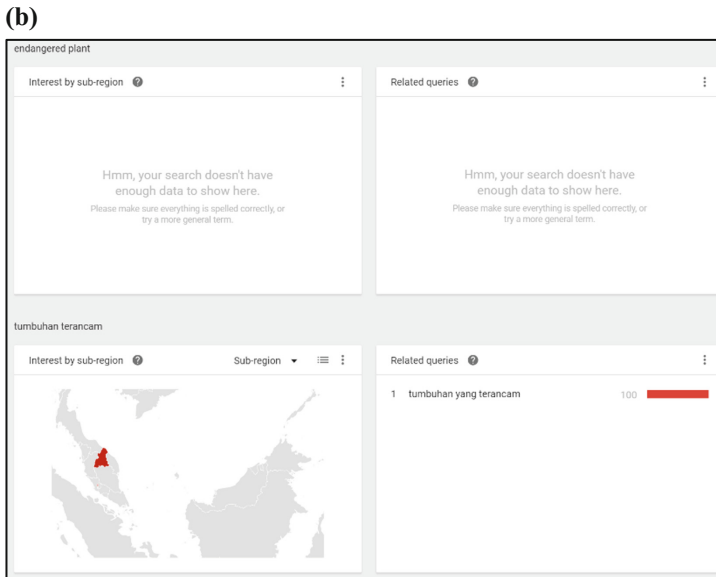 (b)
endangered plant
Interest by sub-region
Related queries
Hmm, your search doesn't have
enough data to show here.
Please make sure everything is spelled correctly, or
try a more general term.
Hmm, your search doesn't have
enough data to show here.
Please make sure everything is spelled correctly, or
try a more general term.
tumbuhan terancam
Interest by sub-region Sub-region
Related queries
1 tumbuhan yang terancam 100